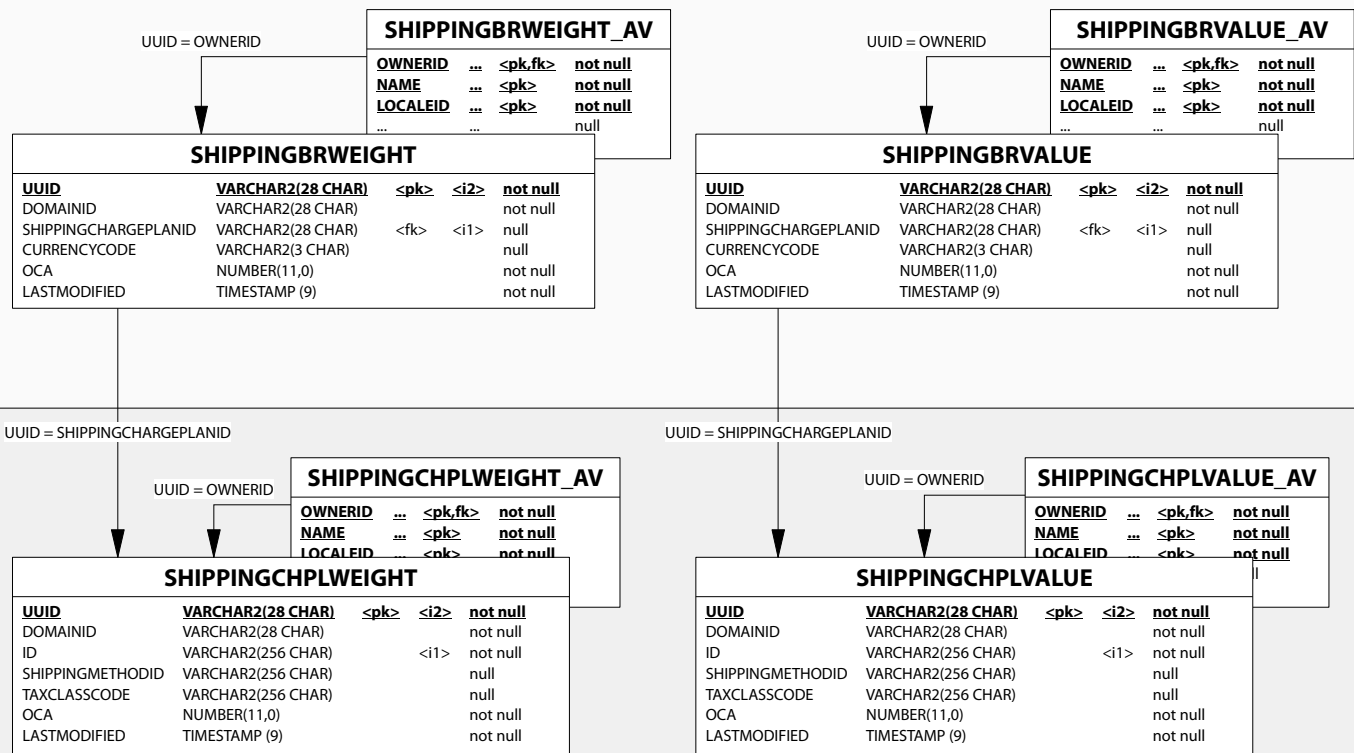 SHIPPINGBRWEIGHT_AV
UUID = OWNERID
OWNERID ... <pk,fk> not null
NAME ... <pk> not null
LOCALEID ... <pk> not null
... ... null
SHIPPINGBRWEIGHT
UUID VARCHAR2(28 CHAR) <pk> <i2> not null
DOMAINID VARCHAR2(28 CHAR) not null
SHIPPINGCHARGEPLANID VARCHAR2(28 CHAR) <fk> <i1> null
CURRENCYCODE VARCHAR2(3 CHAR) null
OCA NUMBER(11,0) not null
LASTMODIFIED TIMESTAMP (9) not null
SHIPPINGBRVALUE_AV
UUID = OWNERID
OWNERID ... <pk,fk> not null
NAME ... <pk> not null
LOCALEID ... <pk> not null
... ... null
SHIPPINGBRVALUE
UUID VARCHAR2(28 CHAR) <pk> <i2> not null
DOMAINID VARCHAR2(28 CHAR) not null
SHIPPINGCHARGEPLANID VARCHAR2(28 CHAR) <fk> <i1> null
CURRENCYCODE VARCHAR2(3 CHAR) null
OCA NUMBER(11,0) not null
LASTMODIFIED TIMESTAMP (9) not null
UUID = SHIPPINGCHARGEPLANID
SHIPPINGCHPLWEIGHT_AV
UUID = OWNERID
OWNERID ... <pk,fk> not null
NAME ... <pk> not null
LOCALEID ... <pk> not null
SHIPPINGCHPLWEIGHT
UUID VARCHAR2(28 CHAR) <pk> <i2> not null
DOMAINID VARCHAR2(28 CHAR) not null
ID VARCHAR2(256 CHAR) <i1> not null
SHIPPINGMETHODID VARCHAR2(256 CHAR) null
TAXCLASSCODE VARCHAR2(256 CHAR) null
OCA NUMBER(11,0) not null
LASTMODIFIED TIMESTAMP (9) not null
UUID = SHIPPINGCHARGEPLANID
SHIPPINGCHPLVALUE_AV
UUID = OWNERID
OWNERID ... <pk,fk> not null
NAME ... <pk> not null
LOCALEID ... <pk> not null
SHIPPINGCHPLVALUE
UUID VARCHAR2(28 CHAR) <pk> <i2> not null
DOMAINID VARCHAR2(28 CHAR) not null
ID VARCHAR2(256 CHAR) <i1> not null
SHIPPINGMETHODID VARCHAR2(256 CHAR) null
TAXCLASSCODE VARCHAR2(256 CHAR) null
OCA NUMBER(11,0) not null
LASTMODIFIED TIMESTAMP (9) not null